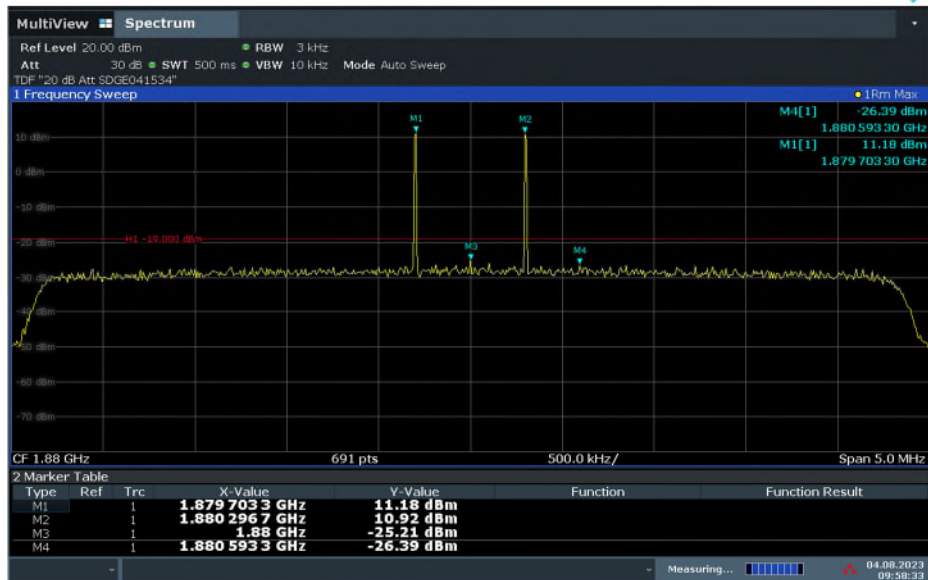 MultiView Spectrum
Ref Level 20.00 dBm RBW 3 kHz
Att 30 dB SWT 500 ms VBW 10 kHz Mode Auto Sweep
TDF "20 dB Att SDGE041534"
1 Frequency Sweep 1Rm Max
M4[1] -26.39 dBm
1.880 593 30 GHz
M1[1] 11.18 dBm
1.879 703 30 GHz
M1 M2
10 dBm
0 dBm
-10 dBm
-20 dBm H1 -19.000 dBm
M3 M4
-30 dBm
-40 dBm
-50 dBm
-60 dBm
-70 dBm
CF 1.88 GHz 691 pts 500.0 kHz/ Span 5.0 MHz
2 Marker Table
Type Ref Trc X-Value Y-Value Function Function Result
M1 1 1.879 703 3 GHz 11.18 dBm
M2 1 1.880 296 7 GHz 10.92 dBm
M3 1 1.88 GHz -25.21 dBm
M4 1 1.880 593 3 GHz -26.39 dBm
Measuring... 04.08.2023
09:58:33